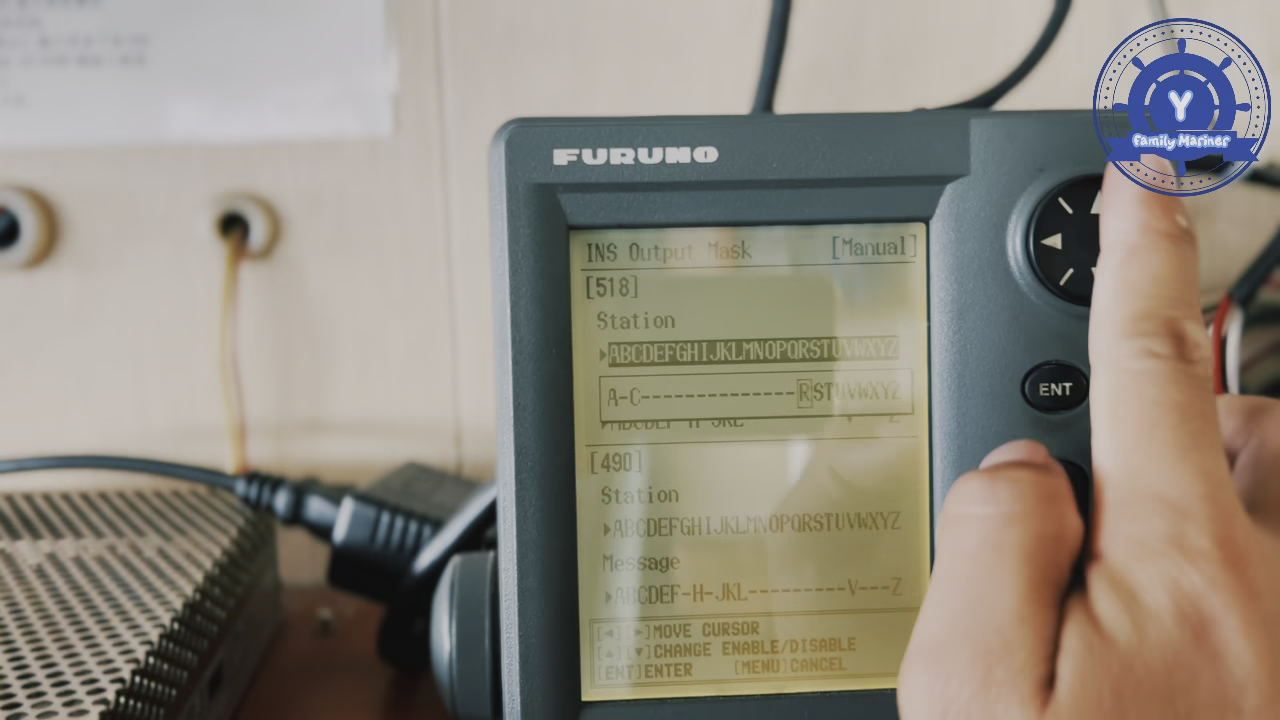 Y
family Mariner
FURUNO
INS Output Mask [Manual]
[518]
Station
▶ABCDEFGHIJKLMNOPQRSTUVWXYZ
A-C---------------RSTUVWXYZ
[490]
Station
▶ABCDEFGHIJKLMNOPQRSTUVWXYZ
Message
▶ABCDEF-H-JKL---------V---Z
[◀] ▶]MOVE CURSOR
[▲] [▼]CHANGE ENABLE/DISABLE
[ENT]ENTER [MENU]CANCEL
ENT